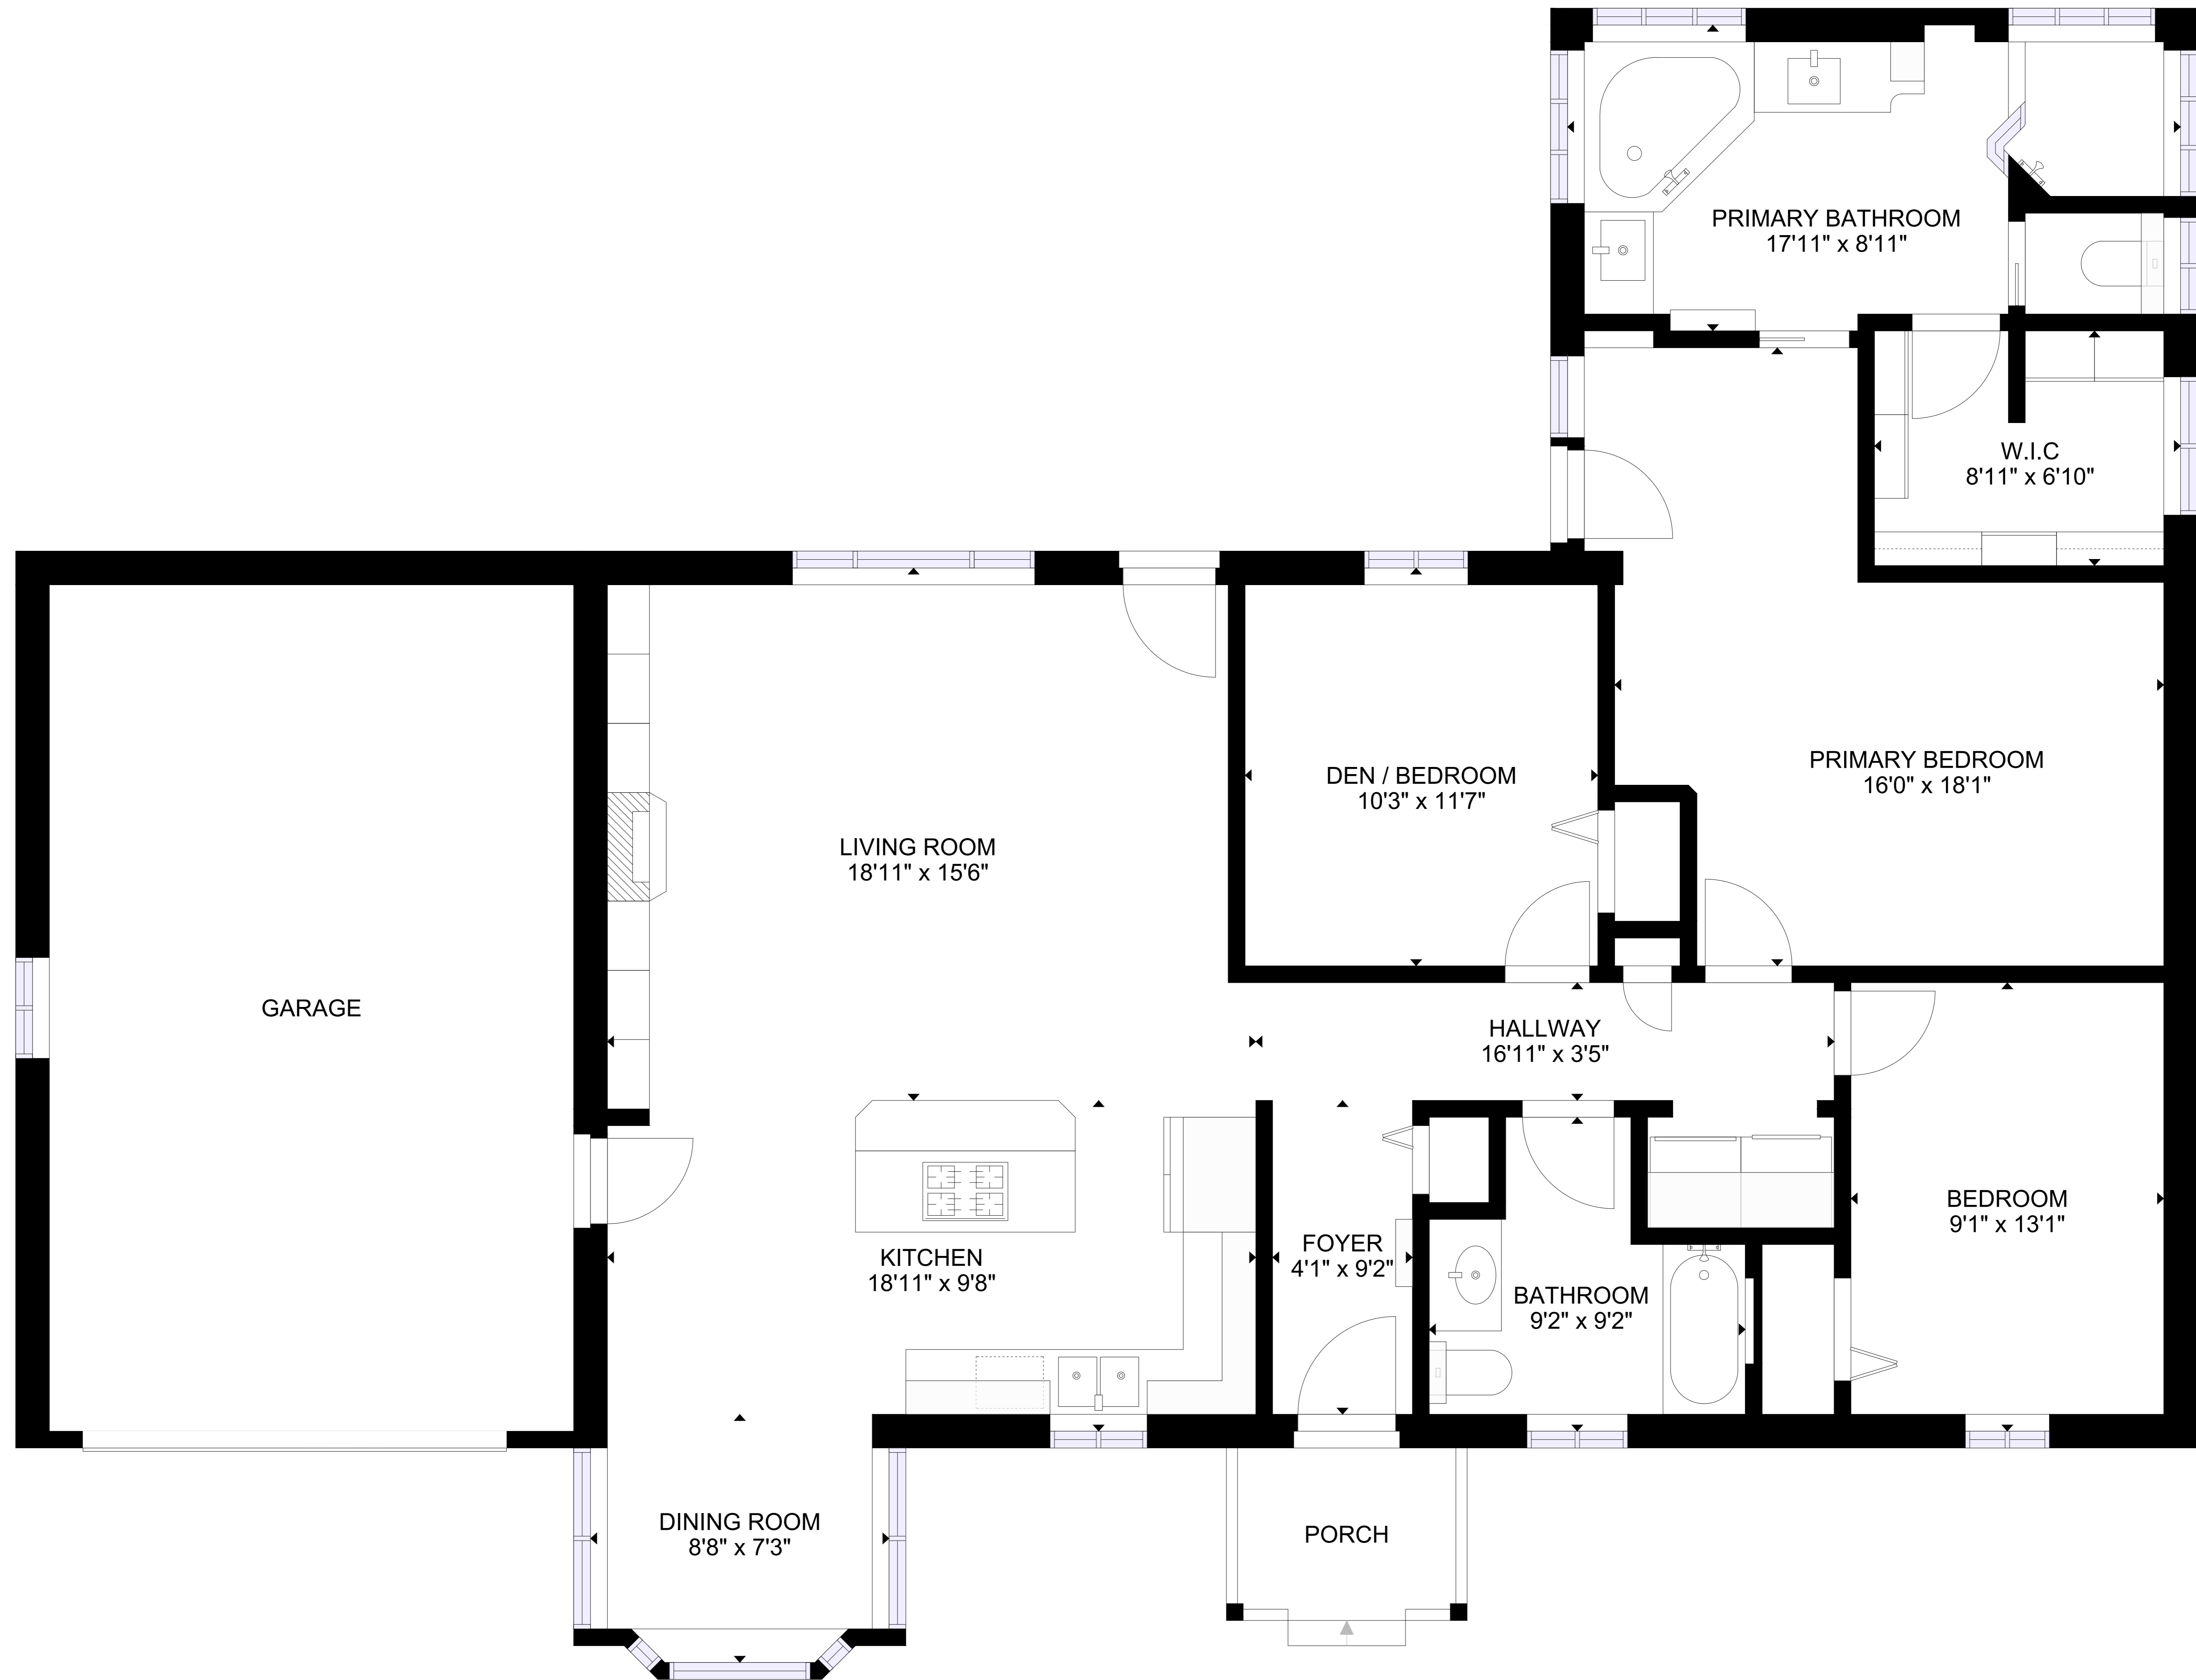 PRIMARY BATHROOM
17'11" x 8'11"
W.I.C
8'11" x 6'10"
PRIMARY BEDROOM
16'0" x 18'1"
DEN / BEDROOM
10'3" x 11'7"
LIVING ROOM
18'11" x 15'6"
GARAGE
HALLWAY
16'11" x 3'5"
BEDROOM
9'1" x 13'1"
KITCHEN
18'11" x 9'8"
FOYER
4'1" x 9'2"
BATHROOM
9'2" x 9'2"
DINING ROOM
8'8" x 7'3"
PORCH